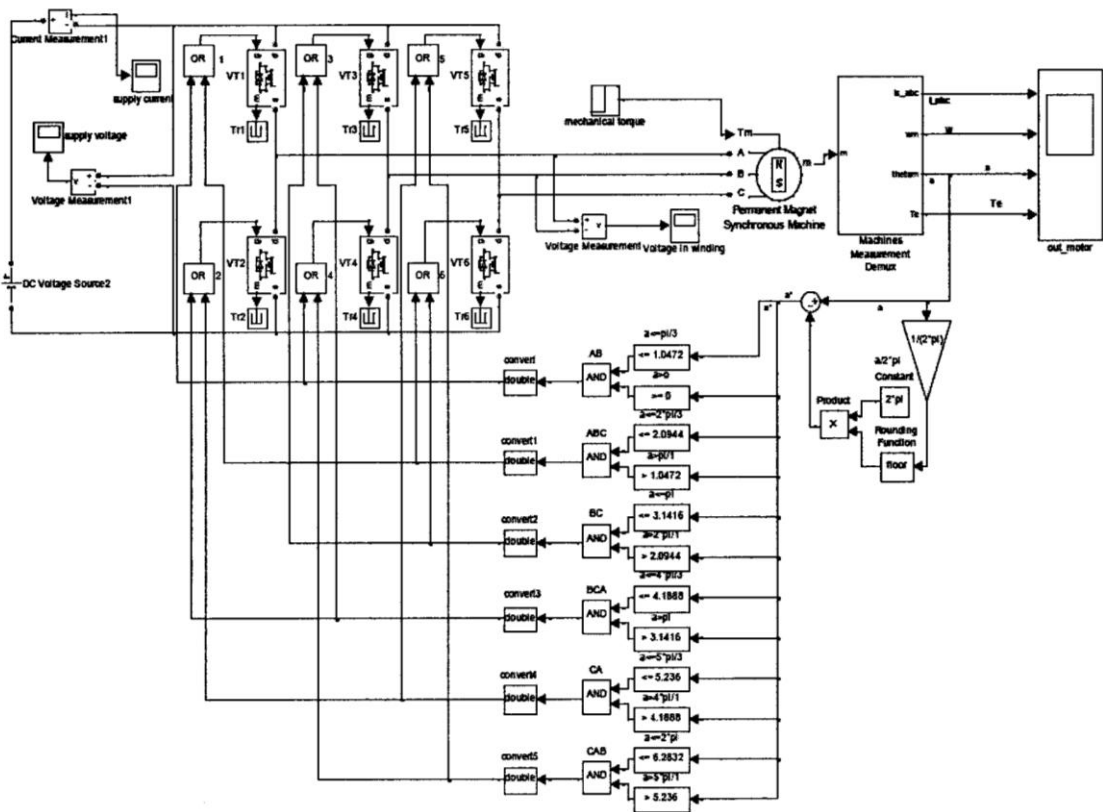 Current Measurement1
supply current
supply voltage
Voltage Measurement1
DC Voltage Source2
OR
1
VT1
Tr1
OR
3
VT3
Tr3
OR
5
VT5
Tr5
OR
2
VT2
Tr2
OR
4
VT4
Tr4
OR
6
VT6
Tr6
mechanical torque
Tm
A
B
C
N
S
m
Permanent Magnet
Synchronous Machine
Voltage Measurement
Voltage in winding
m
is_abc
wm
thetam
Te
Machines
Measurement
Demux
I_abc
W
a
a
Te
out_motor
a*
a*
a
1/(2*pi)
a/2*pi
Constant
2*pi
Product
×
Rounding
Function
floor
convert
double
AB
AND
a<=pi/3
<= 1.0472
a>o
>= 0
convert1
double
ABC
AND
a<=2*pi/3
<= 2.0944
a>pi/1
> 1.0472
convert2
double
BC
AND
a<=pi
<= 3.1416
a>2*pi/1
> 2.0944
convert3
double
BCA
AND
a<=4*pi/3
<= 4.1888
a>pi
> 3.1416
convert4
double
CA
AND
a<=5*pi/3
<= 5.236
a>4*pi/1
> 4.1888
convert5
double
CAB
AND
a<=2*pi
<= 6.2832
a>5*pi/1
> 5.236